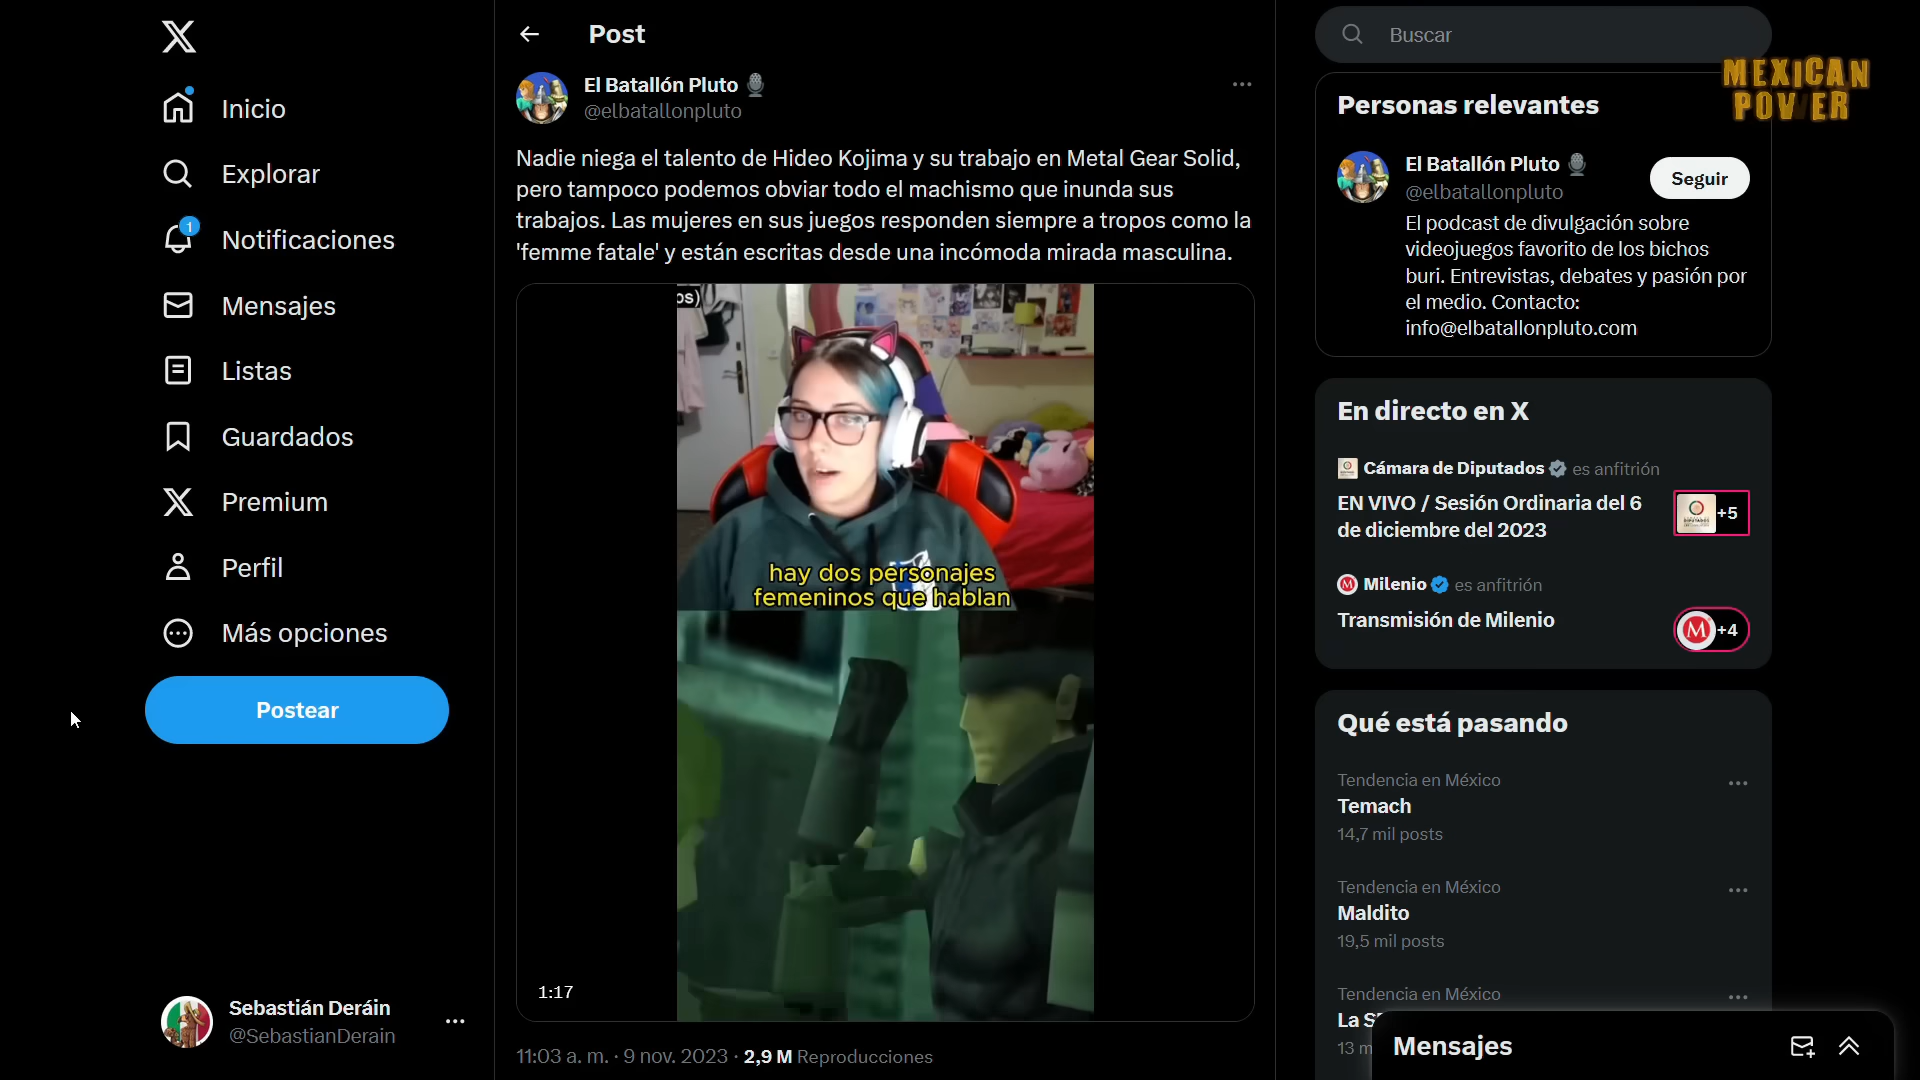 Inicio
Explorar
1
Notificaciones
Mensajes
Listas
Guardados
Premium
Perfil
Más opciones
Postear
Sebastián Deráin
@SebastianDerain
Post
El Batallón Pluto
@elbatallonpluto
Nadie niega el talento de Hideo Kojima y su trabajo en Metal Gear Solid,
pero tampoco podemos obviar todo el machismo que inunda sus
trabajos. Las mujeres en sus juegos responden siempre a tropos como la
'femme fatale' y están escritas desde una incómoda mirada masculina.
os)
hay dos personajes
femeninos que hablan
1:17
11:03 a. m. · 9 nov. 2023 · 2,9 M Reproducciones
Buscar
MEXICAN
POWER
Personas relevantes
El Batallón Pluto
@elbatallonpluto
Seguir
El podcast de divulgación sobre
videojuegos favorito de los bichos
buri. Entrevistas, debates y pasión por
el medio. Contacto:
info@elbatallonpluto.com
En directo en X
Cámara de Diputados es anfitrión
EN VIVO / Sesión Ordinaria del 6
de diciembre del 2023
+5
Milenio es anfitrión
Transmisión de Milenio
M +4
Qué está pasando
Tendencia en México
Temach
14,7 mil posts
Tendencia en México
Maldito
19,5 mil posts
Tendencia en México
La
13 m
Mensajes